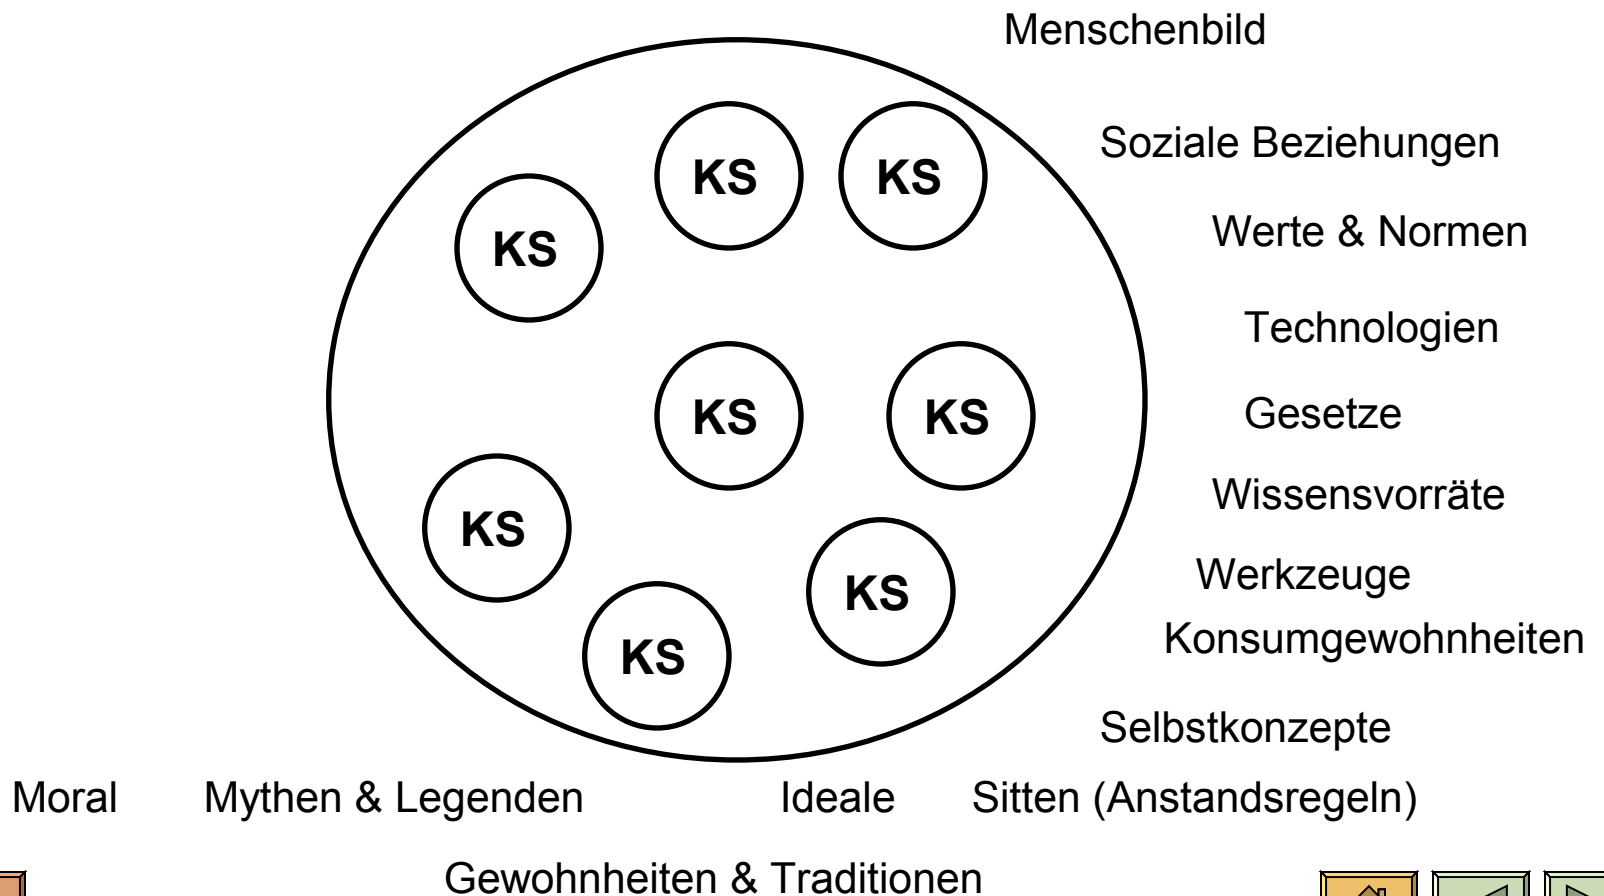 Menschenbild
Soziale Beziehungen
KS KS
Werte & Normen
KS
Technologien
Gesetze
KS KS
Wissensvorräte
KS
Werkzeuge
KS
Konsumgewohnheiten
KS
Selbstkonzepte
Moral Mythen & Legenden Ideale Sitten (Anstandsregeln)
Gewohnheiten & Traditionen